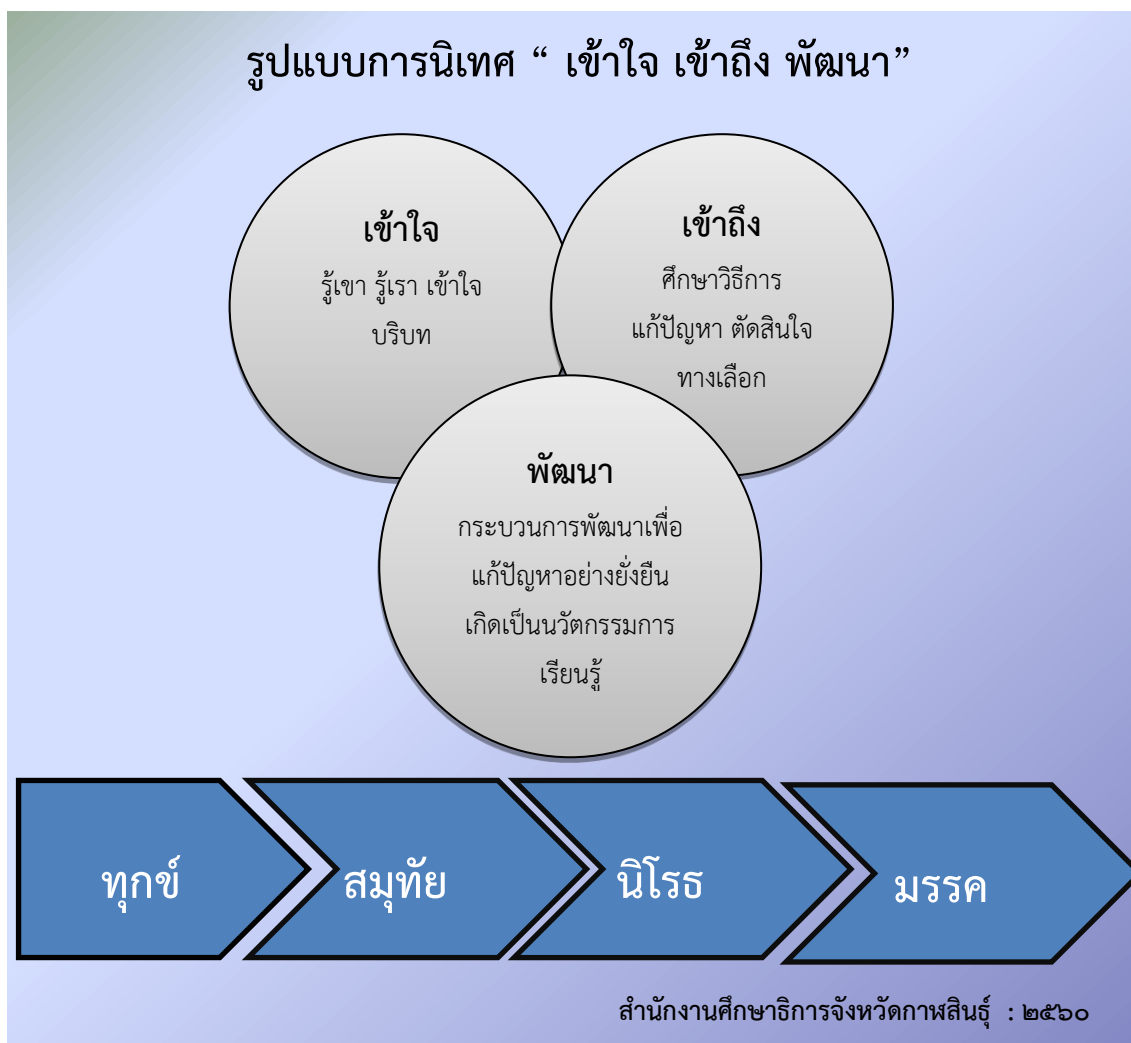 รูปแบบการนิเทศ “ เข้าใจ เข้าถึง พัฒนา”
เข้าใจ
รู้เขา รู้เรา เข้าใจ
บริบท
เข้าถึง
ศึกษาวิธีการ
แก้ปัญหา ตัดสินใจ
ทางเลือก
พัฒนา
กระบวนการพัฒนาเพื่อ
แก้ปัญหาอย่างยั่งยืน
เกิดเป็นนวัตกรรมการ
เรียนรู้
ทุกข์
สมุทัย
นิโรธ
มรรค
สำนักงานศึกษาธิการจังหวัดกาฬสินธุ์ : ๒๕๖๐